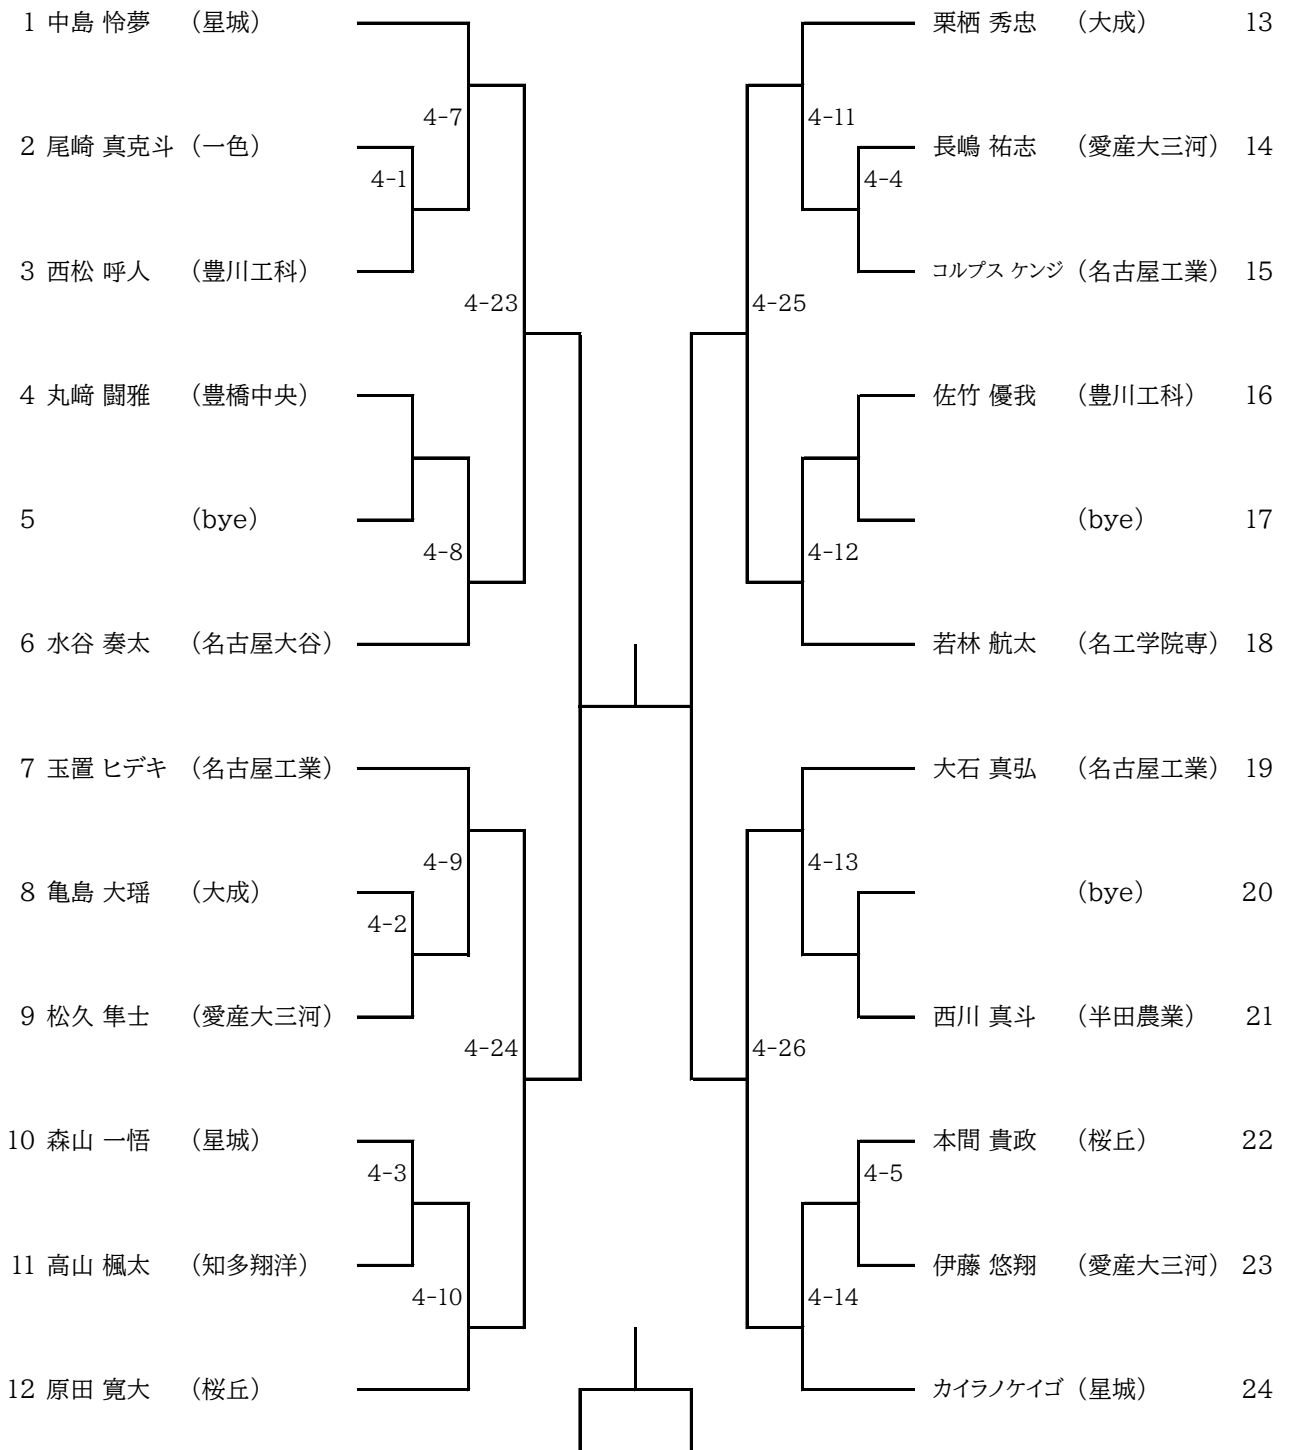 1 中島 怜夢 (星城)
栗栖 秀忠 (大成) 13
4-7
4-11
2 尾崎 真克斗 (一色)
長嶋 祐志 (愛産大三河) 14
4-1
4-4
3 西松 呼人 (豊川工科)
コルプス ケンジ (名古屋工業) 15
4-23
4-25
4 丸﨑 闘雅 (豊橋中央)
佐竹 優我 (豊川工科) 16
5 (bye)
(bye) 17
4-8
4-12
6 水谷 奏太 (名古屋大谷)
若林 航太 (名工学院専) 18
7 玉置 ヒデキ (名古屋工業)
大石 真弘 (名古屋工業) 19
4-9
4-13
8 亀島 大瑶 (大成)
(bye) 20
4-2
9 松久 隼士 (愛産大三河)
西川 真斗 (半田農業) 21
4-24
4-26
10 森山 一悟 (星城)
本間 貴政 (桜丘) 22
4-3
4-5
11 高山 楓太 (知多翔洋)
伊藤 悠翔 (愛産大三河) 23
4-10
4-14
12 原田 寛大 (桜丘)
カイラノケイゴ (星城) 24